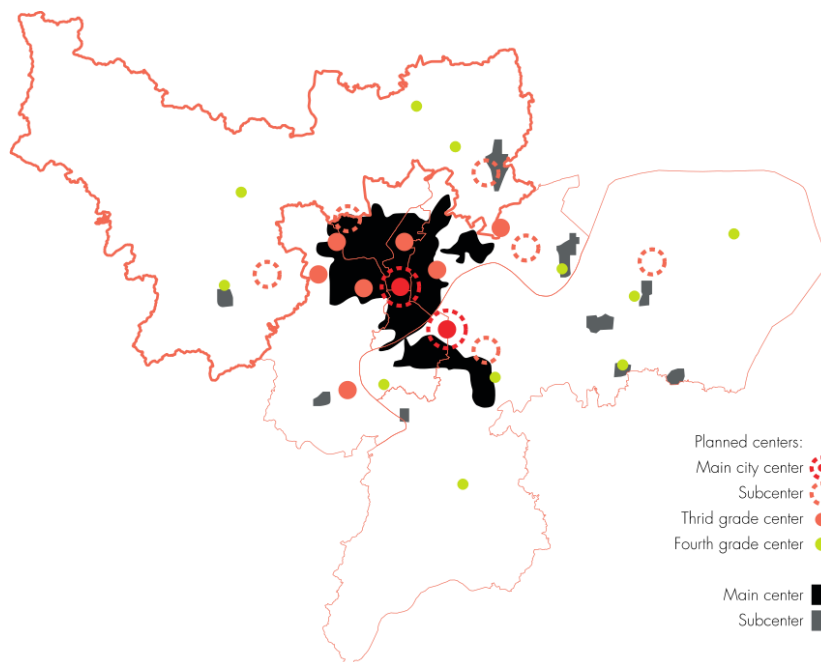 Planned centers:
Main city center
Subcenter
Thrid grade center
Fourth grade center
Main center
Subcenter